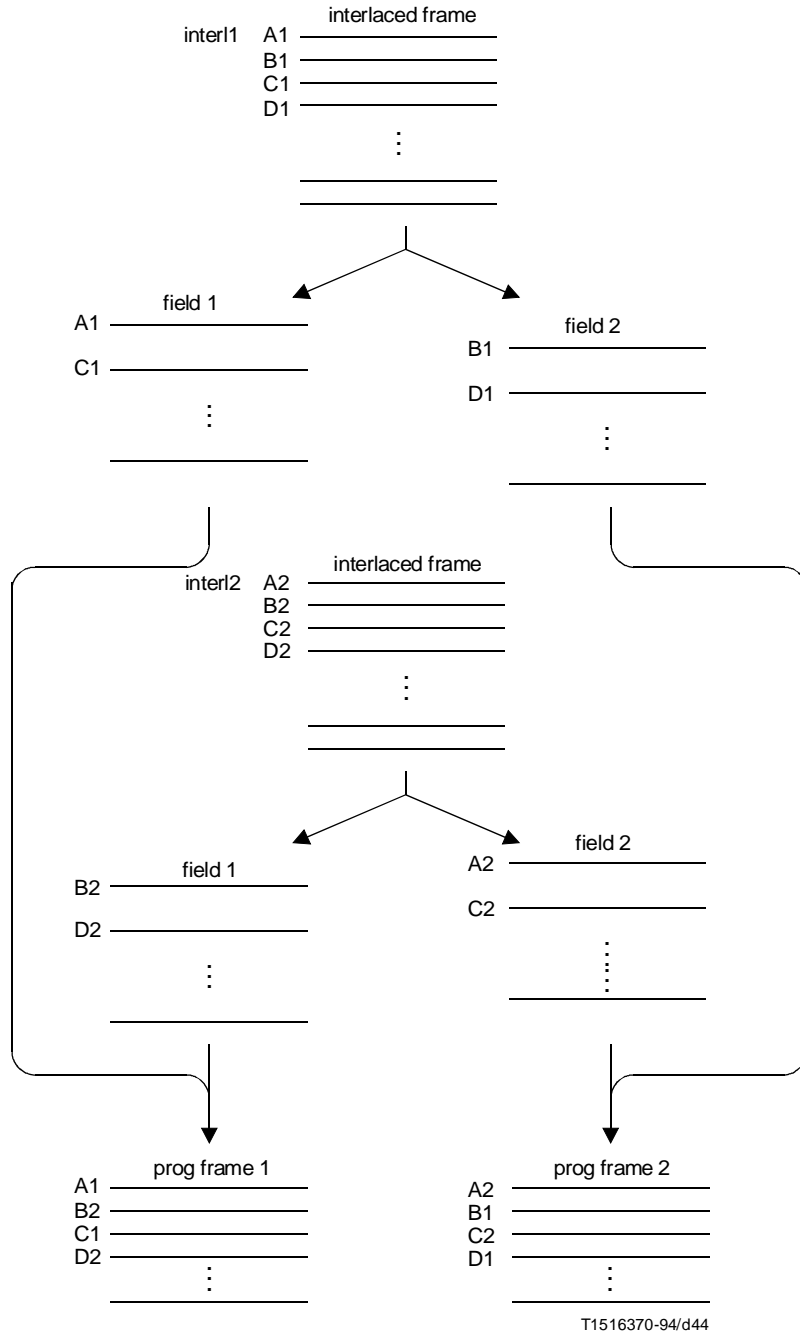 interlaced frame
interl1 A1
B1
C1
D1
field 1
A1
C1
field 2
B1
D1
interlaced frame
interl2 A2
B2
C2
D2
field 1
B2
D2
field 2
A2
C2
prog frame 1
A1
B2
C1
D2
prog frame 2
A2
B1
C2
D1
T1516370-94/d44